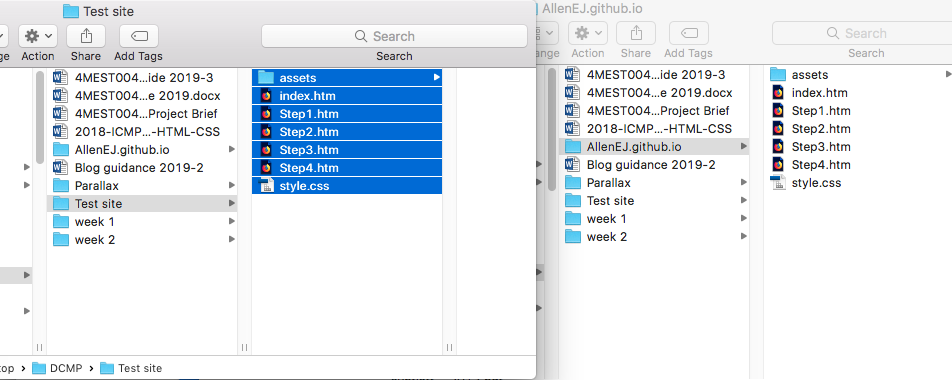 Test site
AllenEJ.github.io
Search
Search
Action
Share
Add Tags
Search
Action
Share
Add Tags
Search
4MEST004...ide 2019-3
4MEST004...e 2019.docx
4MEST004...Project Brief
2018-ICMP...-HTML-CSS
AllenEJ.github.io
Blog guidance 2019-2
Parallax
Test site
week 1
week 2
assets
index.htm
Step1.htm
Step2.htm
Step3.htm
Step4.htm
style.css
4MEST004...ide 2019-3
4MEST004...e 2019.docx
4MEST004...Project Brief
2018-ICMP...-HTML-CSS
AllenEJ.github.io
Blog guidance 2019-2
Parallax
Test site
week 1
week 2
assets
index.htm
Step1.htm
Step2.htm
Step3.htm
Step4.htm
style.css
DCMP
Test site